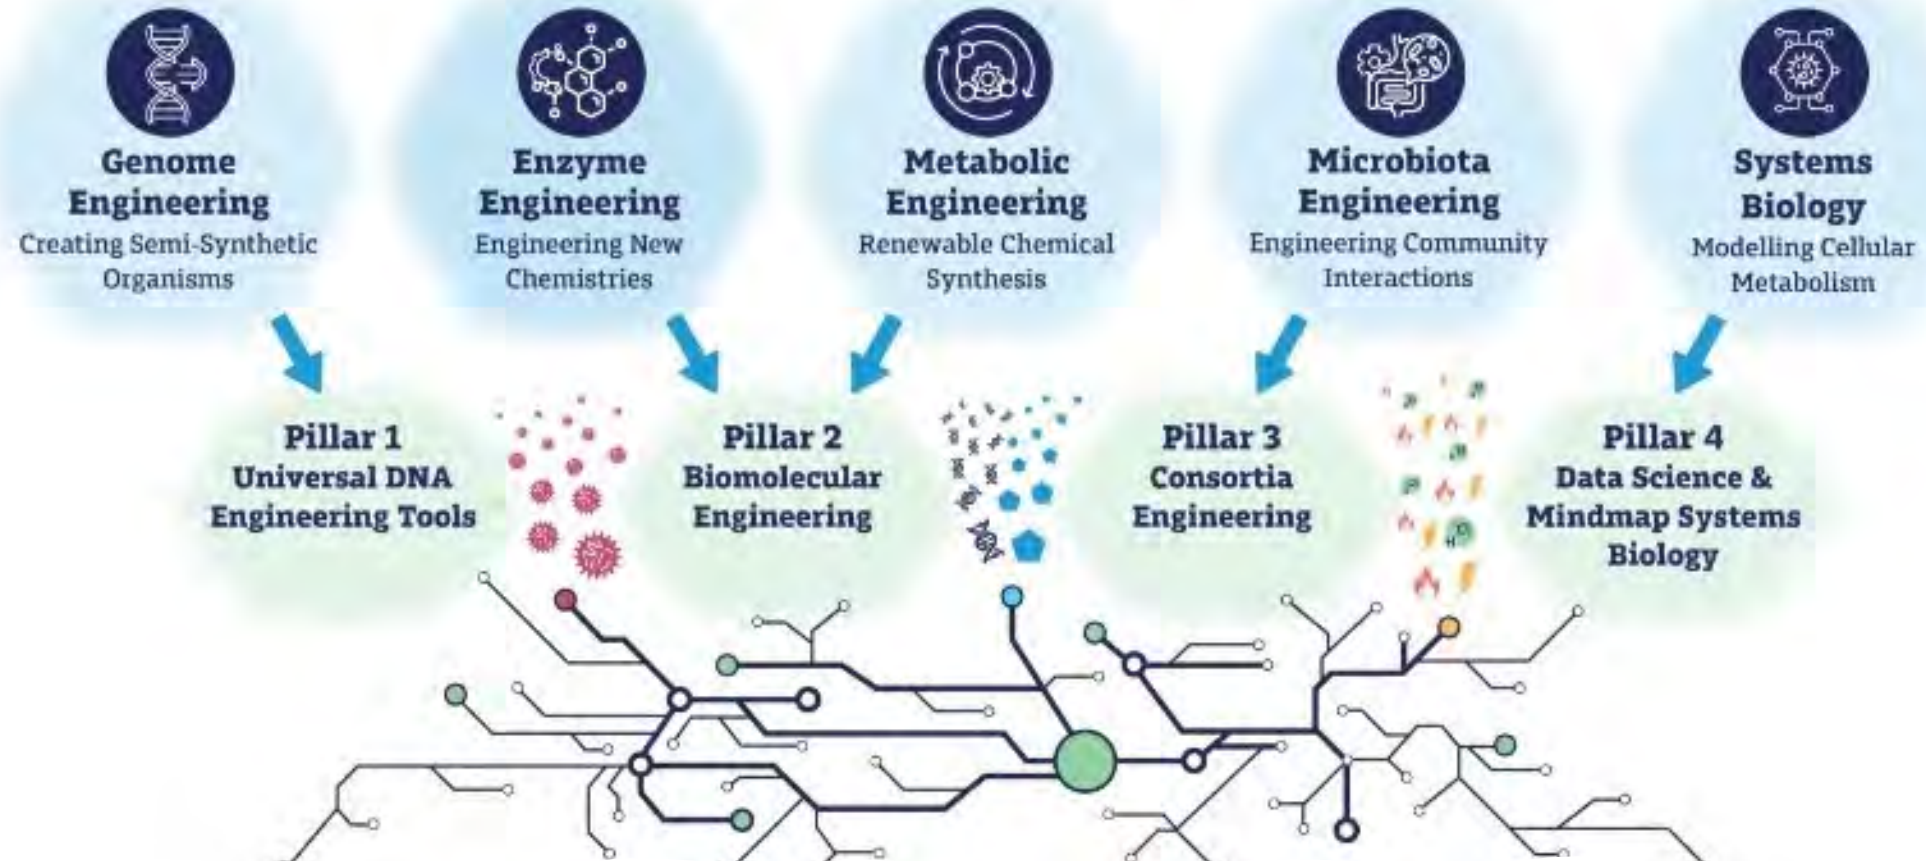 Genome
Engineering
Creating Semi-Synthetic
Organisms
Enzyme
Engineering
Engineering New
Chemistries
Metabolic
Engineering
Renewable Chemical
Synthesis
Microbiota
Engineering
Engineering Community
Interactions
Systems
Biology
Modelling Cellular
Metabolism
Pillar 1
Universal DNA
Engineering Tools
Pillar 2
Biomolecular
Engineering
Pillar 3
Consortia
Engineering
Pillar 4
Data Science &
Mindmap Systems
Biology